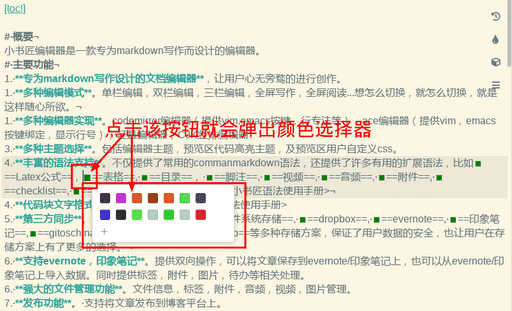 [toc!]
#·概要¬
小书匠编辑器是一款专为markdown写作而设计的编辑器。
#·主要功能¬
1.·**专为markdown写作设计的文档编辑器**，让用户心无旁骛的进行创作。
1.·**多种编辑模式**。单栏编辑，双栏编辑，三栏编辑，全屏写作，全屏阅读...想怎么切换，就怎么切换，就是
这样随心所欲。¬
1.·**多种编辑器实现**。codemirror编辑器（提供vim,emacs按键，行专注等），ace编辑器（提供vim，emacs
按键绑定，显示行号）
点击该按钮就会弹出颜色选择器
3.·**多种主题选择**。包括编辑器主题，预览区代码高亮主题，及预览区用户自定义css。
4.·**丰富的语法支持**。不仅提供了常用的commanmarkdown语法，还提供了许多有用的扩展语法，比如■
==Latex公式==，■==表格==，·■==目录==，·■==脚注==，·■==视频==，·■==音频==，·■==附件==，·■
==checklist==，小书匠语法使用手册>¬
4.·**代码块文字格式 法使用手册>
5.·**第三方同步** 件系统存储==，·■==dropbox==，·■==evernote==，·■==印象笔
记==，·■==gitoschina 等多种存储方案，保证了用户数据的安全，也让用户在存
储方案上有了更多的选择。
6.·**支持evernote，印象笔记**。提供双向操作，可以将文章保存到evernote/印象笔记上，也可以从evernote/印
象笔记上导入数据。同时提供标签，附件，图片，待办等相关处理。
6.·**强大的文件管理功能**。文件信息，标签，附件，音频，视频，图片管理。
7.·**发布功能**。·支持将文章发布到博客平台上。